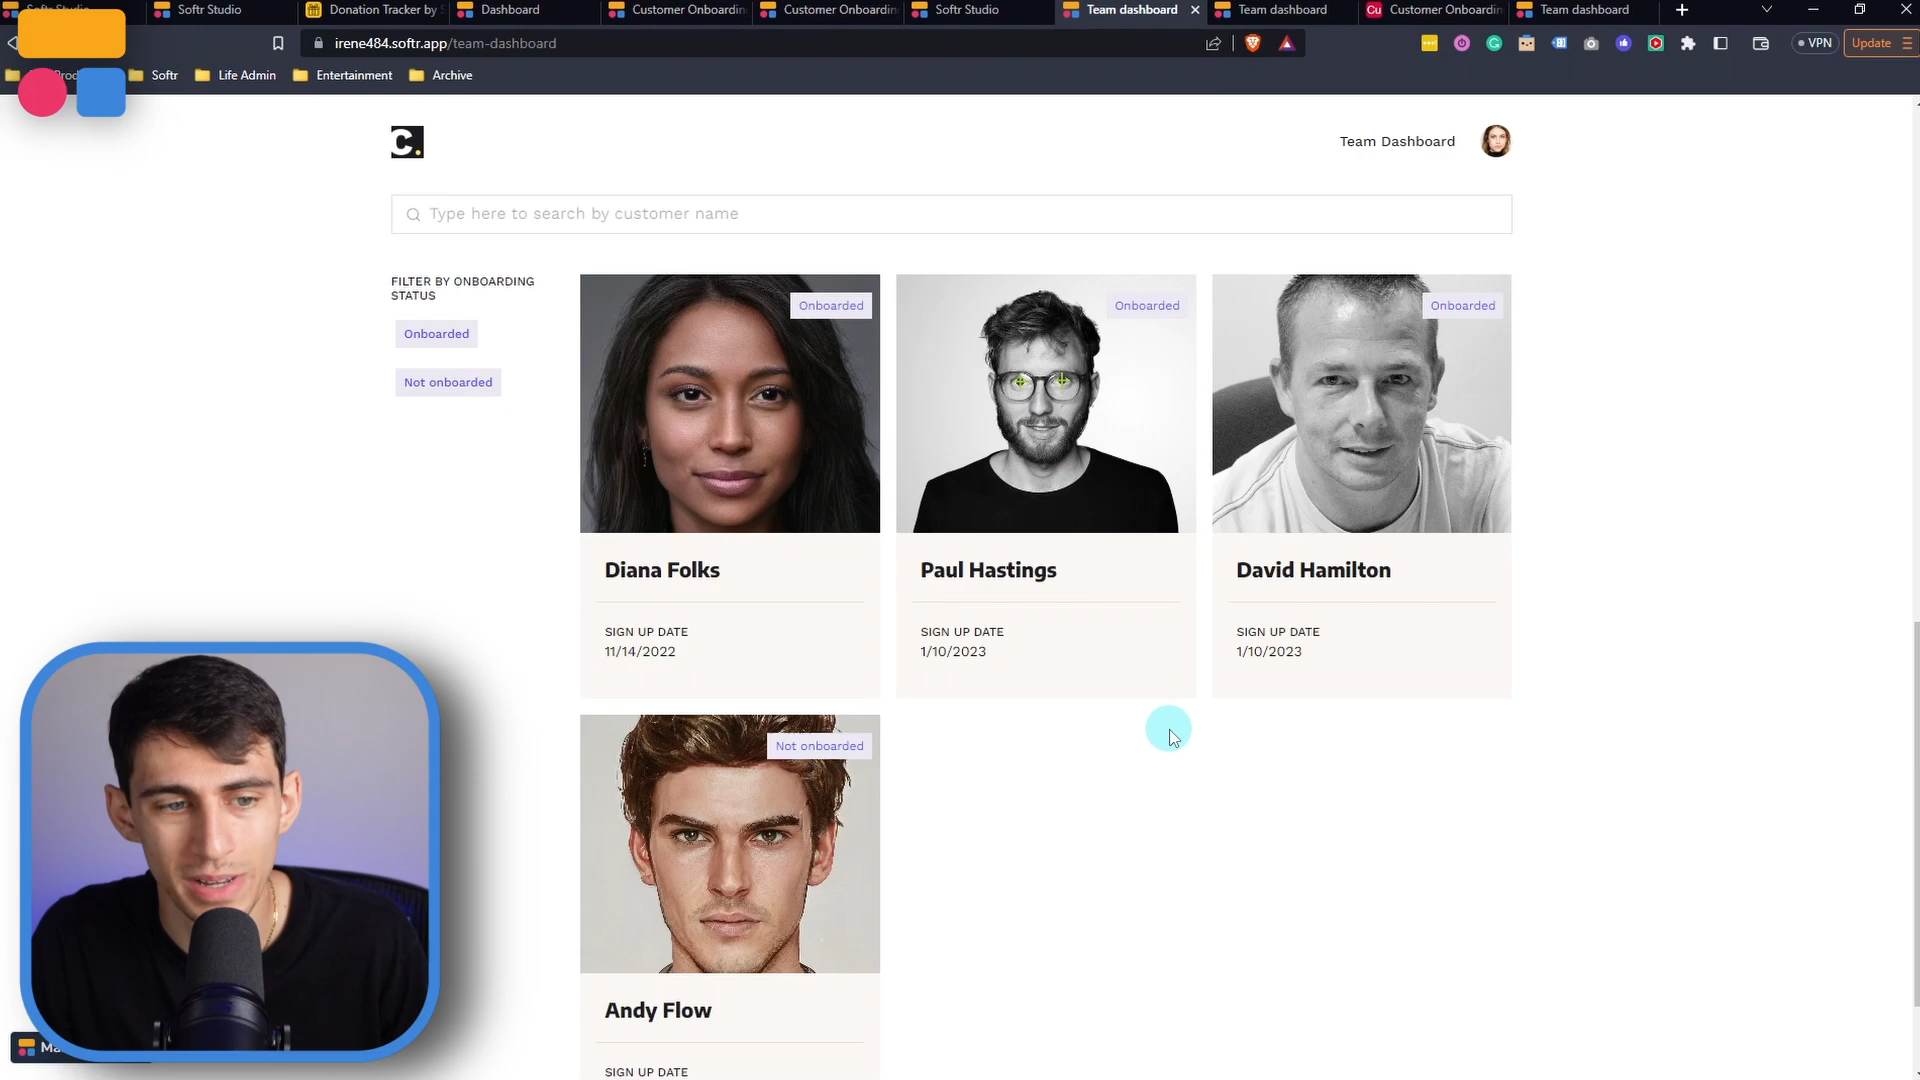 Softr Studio
Softr Studio
Donation Tracker by S
Dashboard
Customer Onboardin
Customer Onboardin
Softr Studio
Team dashboard
Team dashboard
Customer Onboardin
Team dashboard
irene484.softr.app/team-dashboard
VPN
Update
Softr
Life Admin
Entertainment
Archive
C.
Team Dashboard
Type here to search by customer name
FILTER BY ONBOARDING
STATUS
Onboarded
Not onboarded
Onboarded
Onboarded
Onboarded
Diana Folks
Paul Hastings
David Hamilton
SIGN UP DATE
SIGN UP DATE
SIGN UP DATE
11/14/2022
1/10/2023
1/10/2023
Not onboarded
Andy Flow
SIGN UP DATE